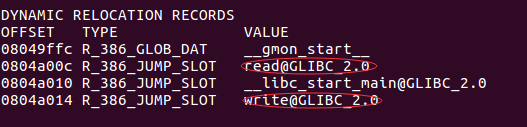 DYNAMIC RELOCATION RECORDS
OFFSET   TYPE              VALUE
08049ffc R_386_GLOB_DAT    __gmon_start__
0804a00c R_386_JUMP_SLOT   read@GLIBC_2.0
0804a010 R_386_JUMP_SLOT   __libc_start_main@GLIBC_2.0
0804a014 R_386_JUMP_SLOT   write@GLIBC_2.0